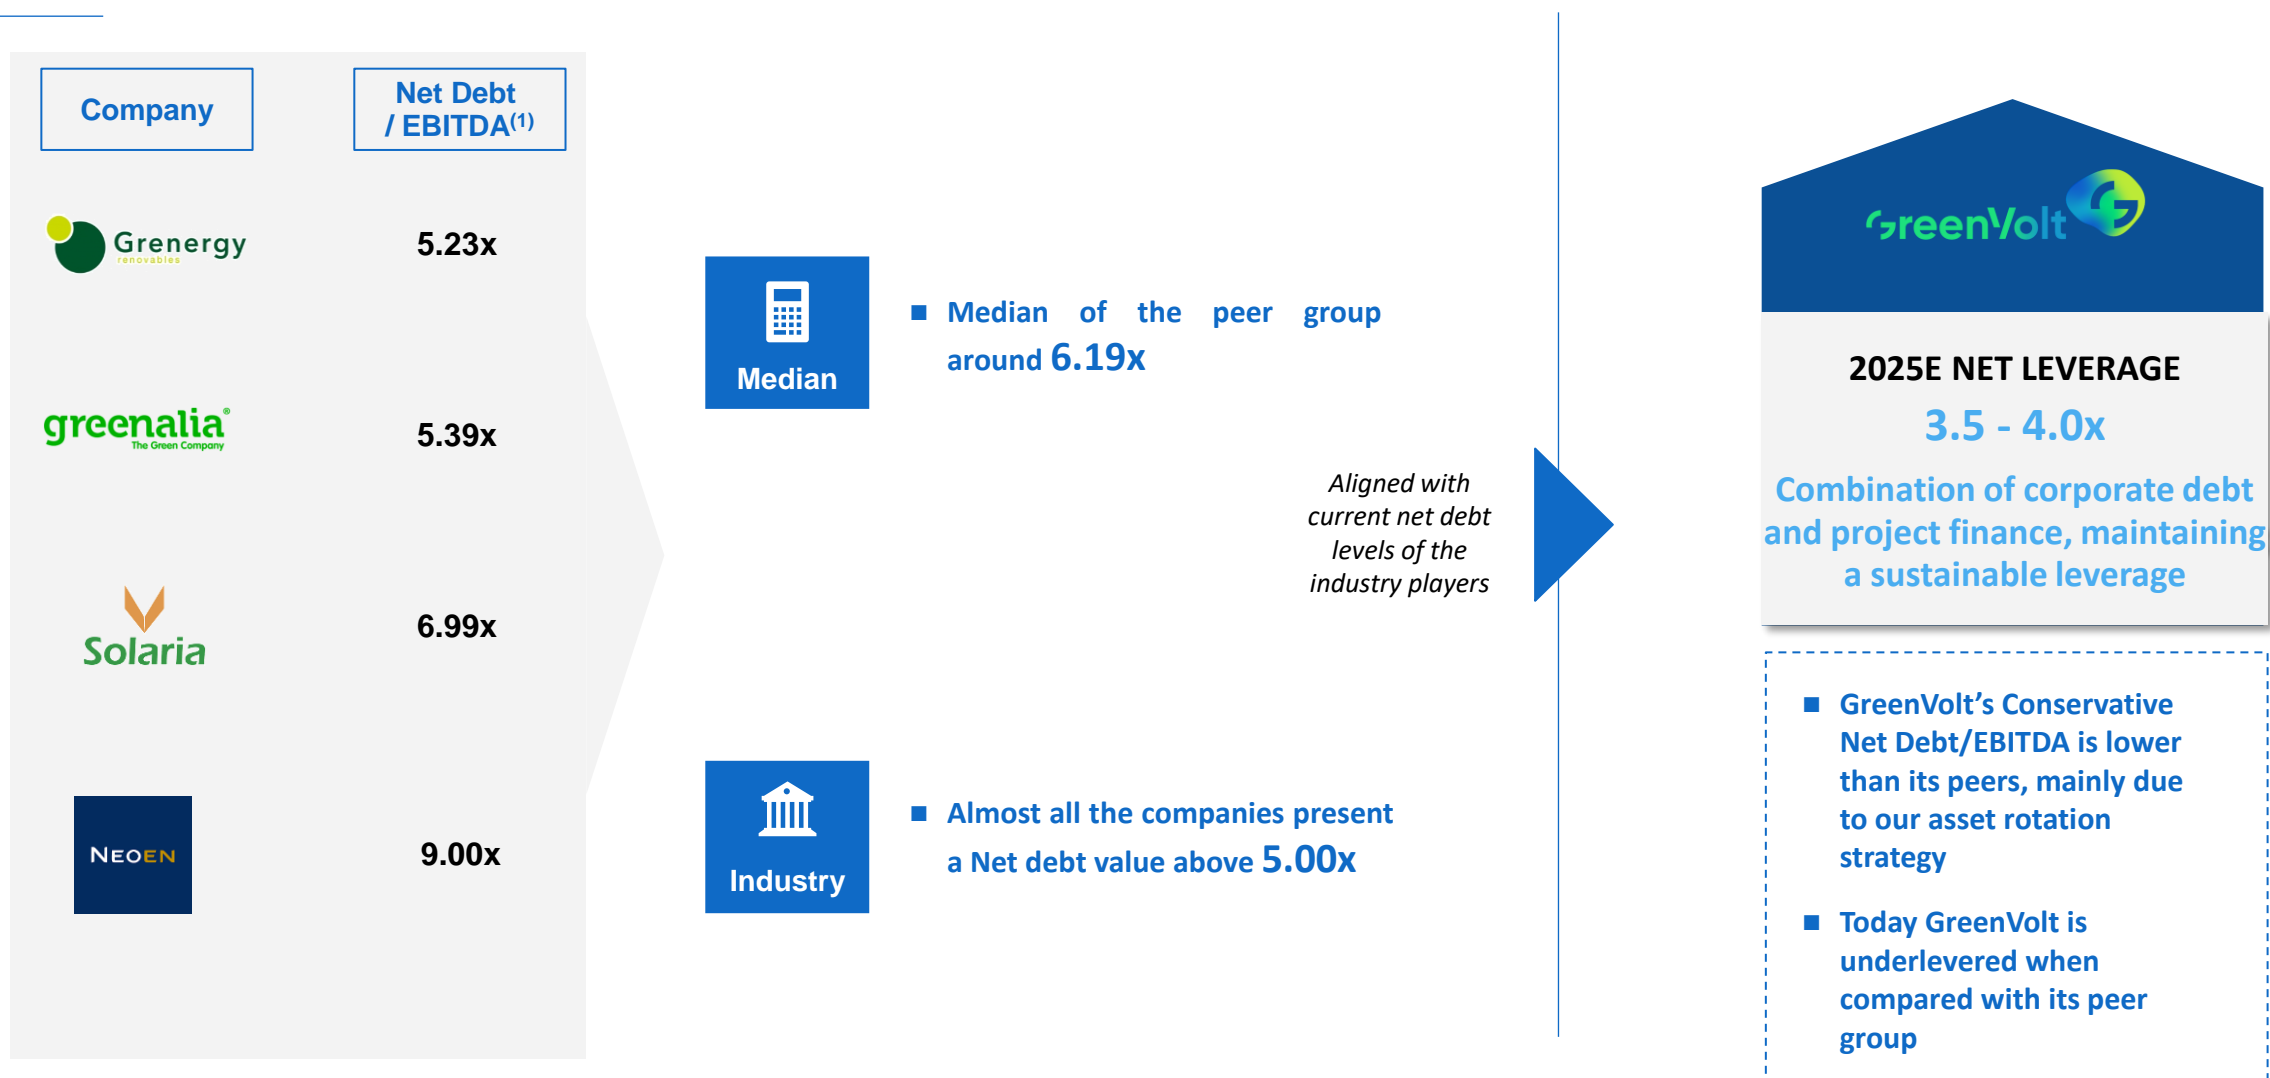 Company
Net Debt
/ EBITDA(1)
Grenergy
renovables
5.23x
greenalia®
The Green Company
5.39x
Solaria
6.99x
NEOEN
9.00x
Median
■ Median of the peer group
around 6.19x
Industry
■ Almost all the companies present
a Net debt value above 5.00x
Aligned with
current net debt
levels of the
industry players
GreenVolt
2025E NET LEVERAGE
3.5 - 4.0x
Combination of corporate debt
and project finance, maintaining
a sustainable leverage
■ GreenVolt’s Conservative
Net Debt/EBITDA is lower
than its peers, mainly due
to our asset rotation
strategy
■ Today GreenVolt is
underlevered when
compared with its peer
group